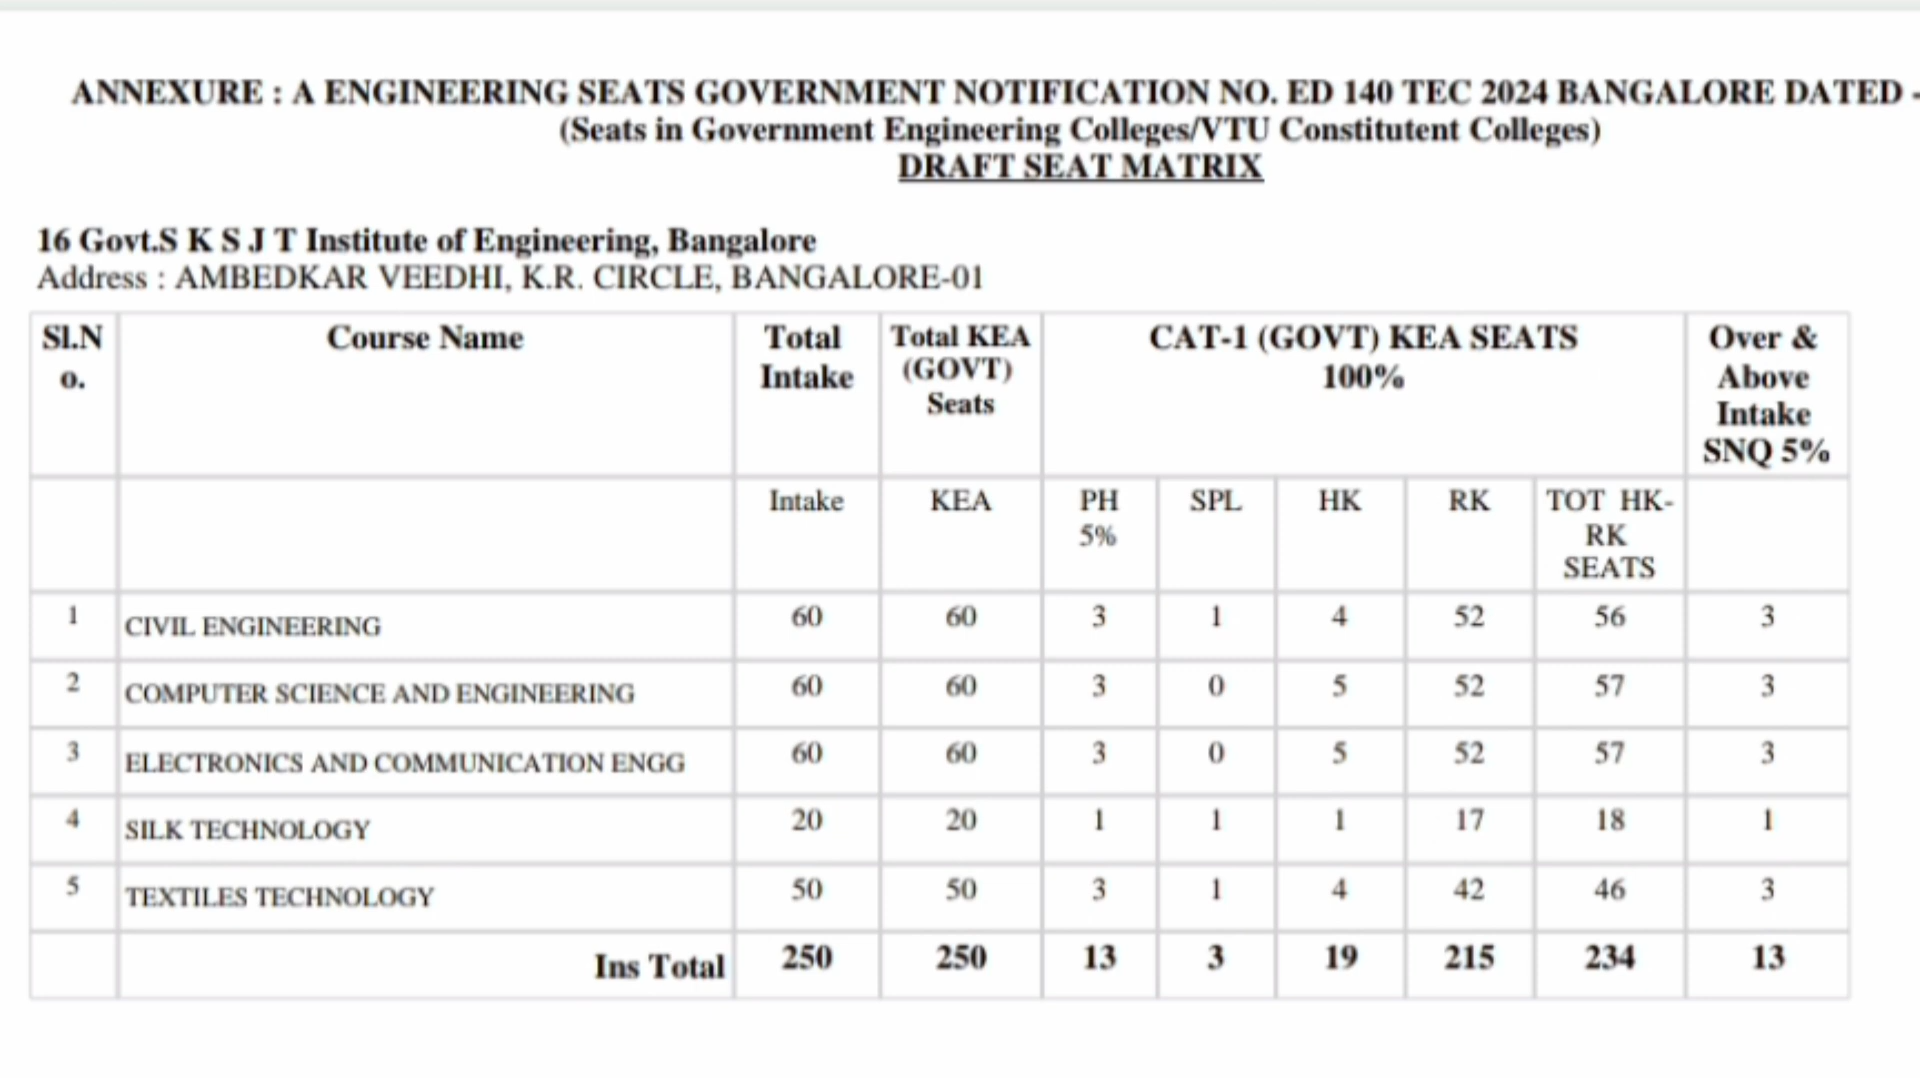 ANNEXURE : A ENGINEERING SEATS GOVERNMENT NOTIFICATION NO. ED 140 TEC 2024 BANGALORE DATED -
(Seats in Government Engineering Colleges/VTU Constitutent Colleges)
DRAFT SEAT MATRIX
16 Govt.S K S J T Institute of Engineering, Bangalore
Address : AMBEDKAR VEEDHI, K.R. CIRCLE, BANGALORE-01
Sl.N
o.
Course Name
Total
Intake
Total KEA
(GOVT)
Seats
CAT-1 (GOVT) KEA SEATS
100%
Over &
Above
Intake
SNQ 5%
Intake
KEA
PH
5%
SPL
HK
RK
TOT HK-
RK
SEATS
1 CIVIL ENGINEERING 60 60 3 1 4 52 56 3
2 COMPUTER SCIENCE AND ENGINEERING 60 60 3 0 5 52 57 3
3 ELECTRONICS AND COMMUNICATION ENGG 60 60 3 0 5 52 57 3
4 SILK TECHNOLOGY 20 20 1 1 1 17 18 1
5 TEXTILES TECHNOLOGY 50 50 3 1 4 42 46 3
Ins Total 250 250 13 3 19 215 234 13